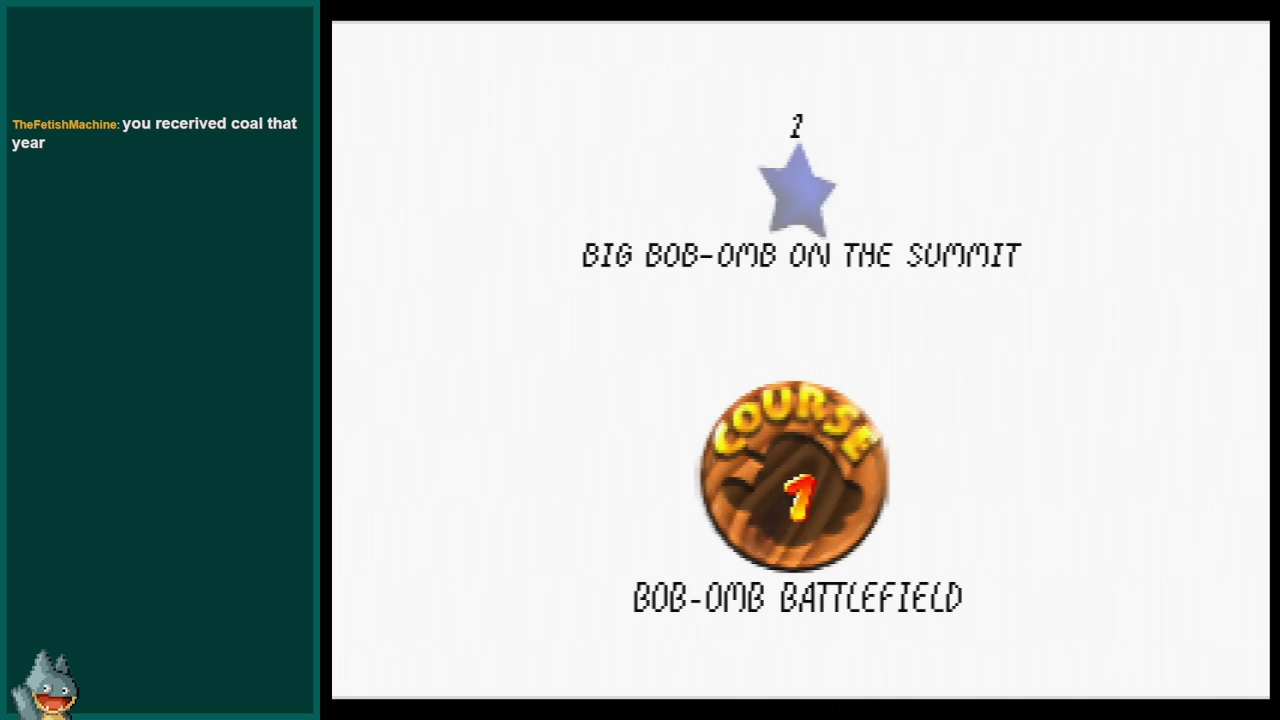 TheFetishMachine: you recerived coal that
year
1
BIG BOB-OMB ON THE SUMMIT
COURSE
1
BOB-OMB BATTLEFIELD